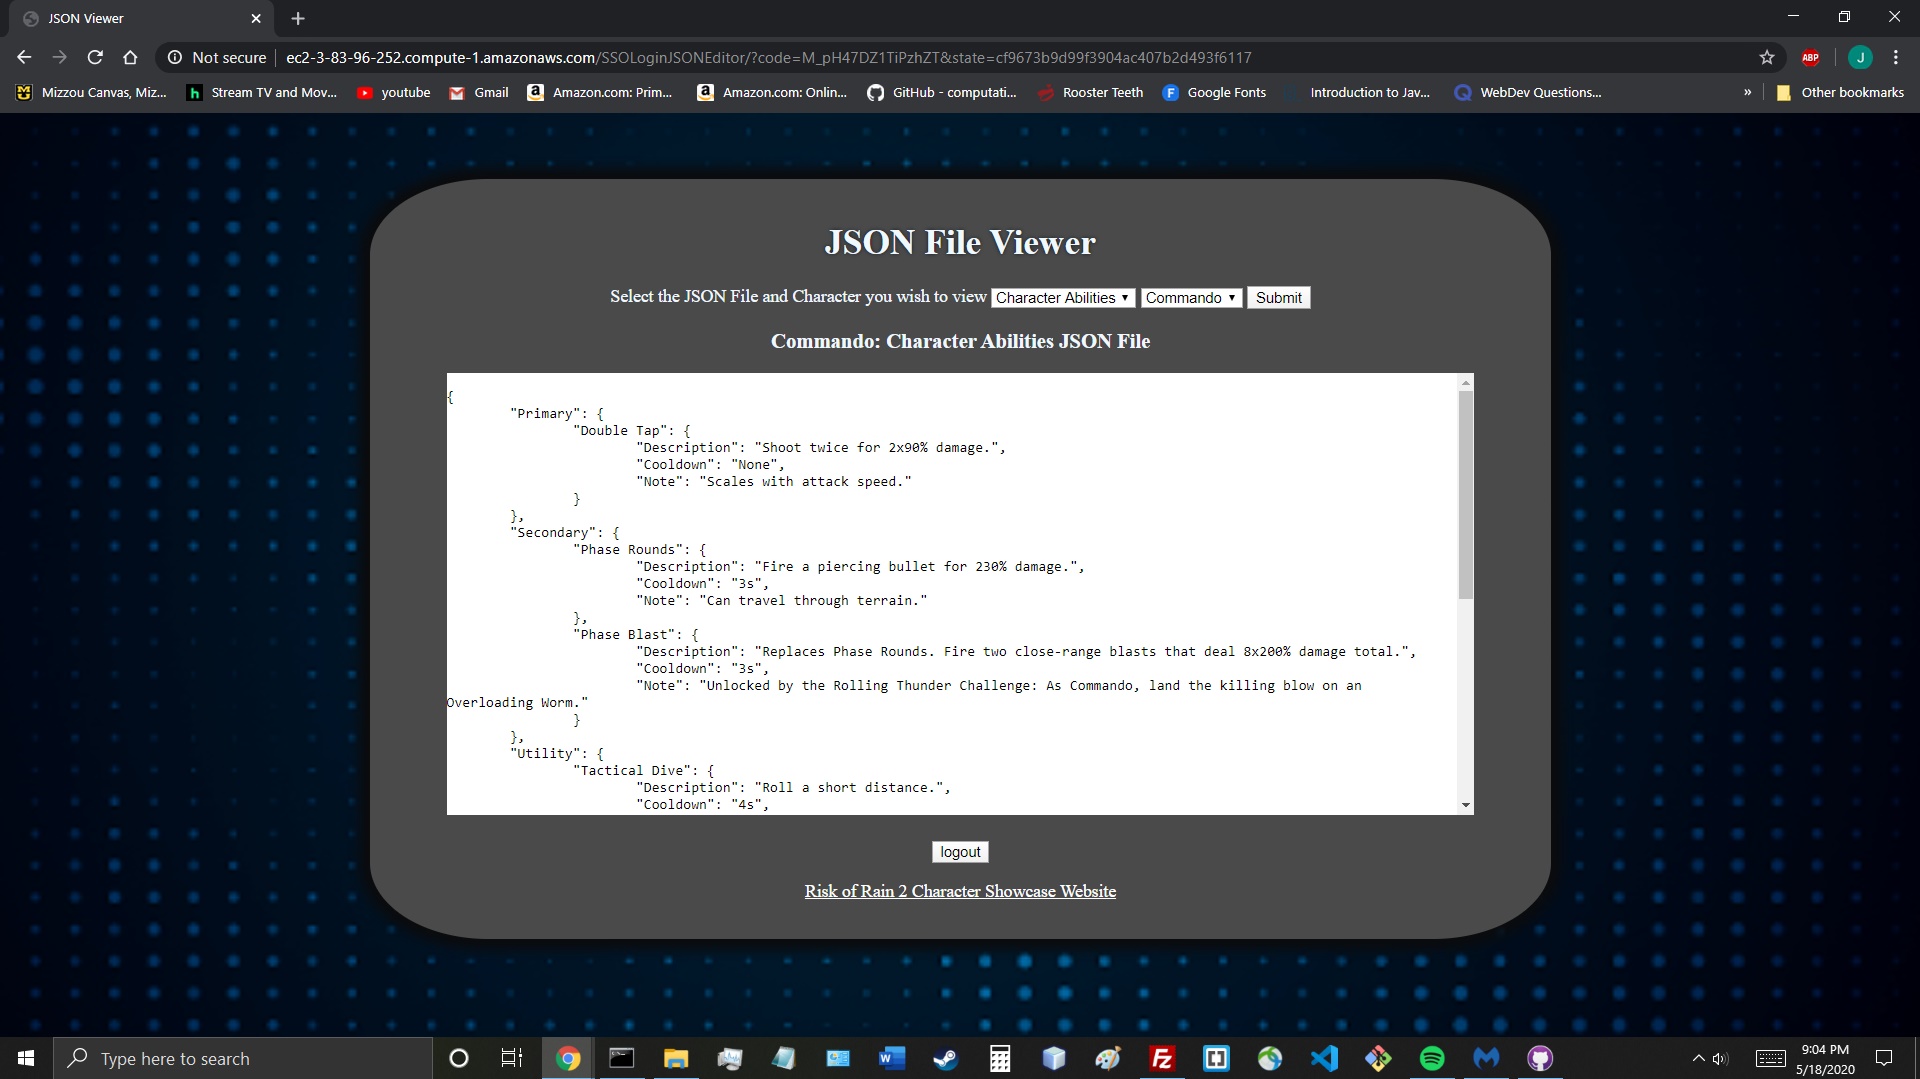 JSON Viewer
Not secure ec2-3-83-96-252.compute-1.amazonaws.com/SSOLoginJSONEditor/?code=M_pH47DZ1TiPzhZT&state=cf9673b9d99f3904ac407b2d493f6117
ABP
J
Mizzou Canvas, Miz... Stream TV and Mov... youtube Gmail Amazon.com: Prim... Amazon.com: Onlin... GitHub - computati... Rooster Teeth Google Fonts Introduction to Jav... WebDev Questions... » Other bookmarks
JSON File Viewer
Select the JSON File and Character you wish to view Character Abilities Commando Submit
Commando: Character Abilities JSON File
{
"Primary": {
"Double Tap": {
"Description": "Shoot twice for 2x90% damage.",
"Cooldown": "None",
"Note": "Scales with attack speed."
}
},
"Secondary": {
"Phase Rounds": {
"Description": "Fire a piercing bullet for 230% damage.",
"Cooldown": "3s",
"Note": "Can travel through terrain."
},
"Phase Blast": {
"Description": "Replaces Phase Rounds. Fire two close-range blasts that deal 8x200% damage total.",
"Cooldown": "3s",
"Note": "Unlocked by the Rolling Thunder Challenge: As Commando, land the killing blow on an
Overloading Worm."
}
},
"Utility": {
"Tactical Dive": {
"Description": "Roll a short distance.",
"Cooldown": "4s",
logout
Risk of Rain 2 Character Showcase Website
Type here to search
9:04 PM
5/18/2020